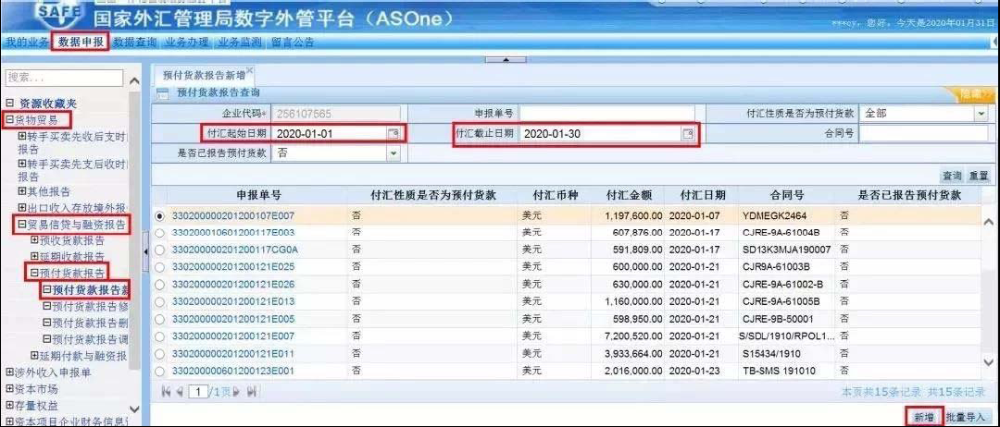 SAFE 国家外汇管理局数字外管平台（ASOne）
***cy，您好，今天是2020年01月31日
我的业务 数据申报 数据查询 业务办理 业务监测 留言公告
搜索...
资源收藏夹
货物贸易
转手买卖先收后支时
报告
转手买卖先支后收时
报告
其他报告
出口收入存放境外报
贸易信贷与融资报告
预收货款报告
延期收款报告
预付货款报告
预付货款报告新
预付货款报告修
预付货款报告删
预付货款报告调
延期付款与融资报
涉外收入申报单
资本市场
存量权益
资本项目企业财务信息
预付货款报告新增
预付货款报告查询 隐藏
企业代码* 256107565 申报单号 付汇性质是否为预付货款 全部
付汇起始日期 2020-01-01 付汇截止日期 2020-01-30 合同号
是否已报告预付货款 否
查询 重置
申报单号 付汇性质是否为预付货款 付汇币种 付汇金额 付汇日期 合同号 是否已报告预付货款
330200000201200107E007 否 美元 1,197,600.00 2020-01-07 YDMEGK2464 否
330200010601200117E003 否 美元 607,876.00 2020-01-17 CJRE-9A-61004B 否
330200000201200117CG0A 否 美元 591,809.00 2020-01-17 SD13K3MJA190007 否
330200000201200121E025 否 美元 600,000.00 2020-01-21 CJR9A-61003B 否
330200000201200121E026 否 美元 630,000.00 2020-01-21 CJRE-9A-61002-B 否
330200000201200121E013 否 美元 1,160,000.00 2020-01-21 CJRE-9A-61005B 否
330200000201200121E005 否 美元 598,950.00 2020-01-21 CJRE-9B-50001 否
330200000201200121E007 否 美元 7,200,520.00 2020-01-21 S/SDL/1910/RPOL1... 否
330200000201200121E011 否 美元 3,933,664.00 2020-01-21 S15434/1910 否
330200000601200123E001 否 美元 2,016,000.00 2020-01-23 TB-SMS 191010 否
1 /1页 本页共15条记录 共15条记录
新增 批量导入